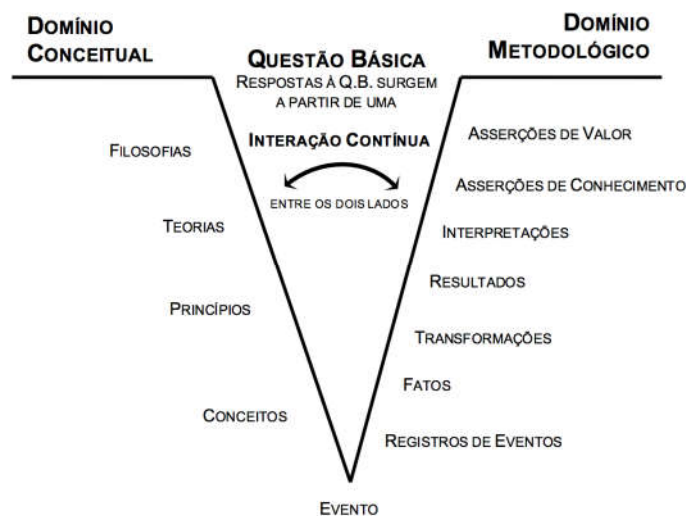 DOMÍNIO
CONCEITUAL
QUESTÃO BÁSICA
RESPOSTAS À Q.B. SURGEM
A PARTIR DE UMA
INTERAÇÃO CONTÍNUA
ENTRE OS DOIS LADOS
DOMÍNIO
METODOLÓGICO
FILOSOFIAS
TEORIAS
PRINCÍPIOS
CONCEITOS
ASSERÇÕES DE VALOR
ASSERÇÕES DE CONHECIMENTO
INTERPRETAÇÕES
RESULTADOS
TRANSFORMAÇÕES
FATOS
REGISTROS DE EVENTOS
EVENTO